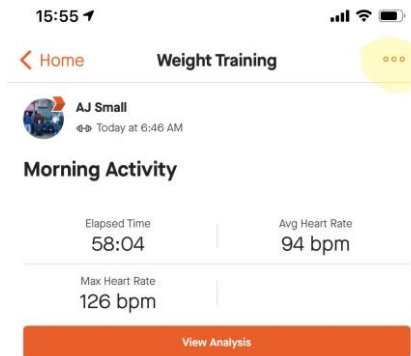 15:55
Home Weight Training
AJ Small
Today at 6:46 AM
Morning Activity
Elapsed Time Avg Heart Rate
58:04 94 bpm
Max Heart Rate
126 bpm
View Analysis